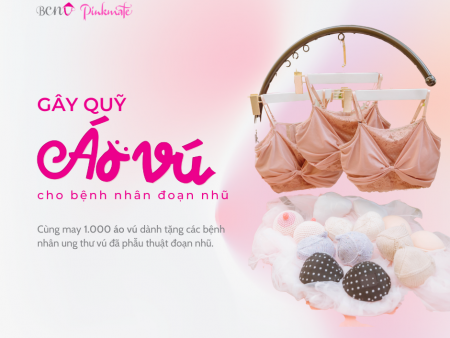 BCNV Pinkmate
GÂY QUỸ
Áo vú
cho bệnh nhân đoạn nhũ
Cùng may 1.000 áo vú dành tặng các bệnh
nhân ung thư vú đã phẫu thuật đoạn nhũ.